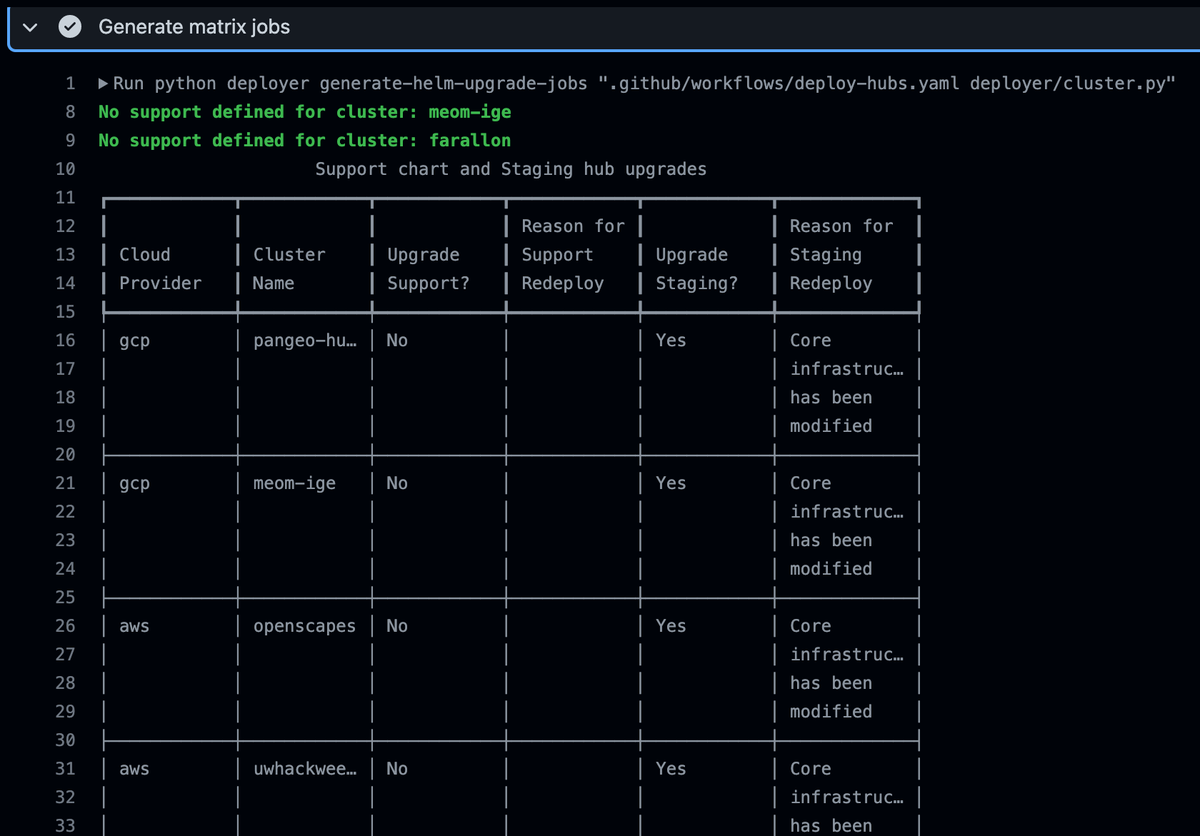 Generate matrix jobs
1 ▶ Run python deployer generate-helm-upgrade-jobs ".github/workflows/deploy-hubs.yaml deployer/cluster.py"
8 No support defined for cluster: meom-ige
9 No support defined for cluster: farallon
10 Support chart and Staging hub upgrades
11
12 Reason for Reason for
13 Cloud Cluster Upgrade Support Upgrade Staging
14 Provider Name Support? Redeploy Staging? Redeploy
15
16 gcp pangeo-hu… No Yes Core
17 infrastruc…
18 has been
19 modified
20
21 gcp meom-ige No Yes Core
22 infrastruc…
23 has been
24 modified
25
26 aws openscapes No Yes Core
27 infrastruc…
28 has been
29 modified
30
31 aws uwhackwee… No Yes Core
32 infrastruc…
33 has been